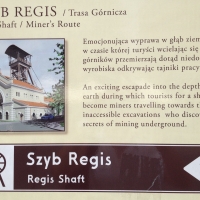 B REGIS / Trasa Górnicza
Shaft / Miner's Route
Emocjonująca wyprawa w głąb ziem
w czasie której turyści wcielając się
górników przemierzają dotąd niedo
wyrobiska odkrywając tajniki pracy
An exciting escapade into the depth
earth during which tourists for a sh
become miners travelling towards t
inaccessible excavations who disco
secrets of mining underground.
Szyb Regis
Regis Shaft